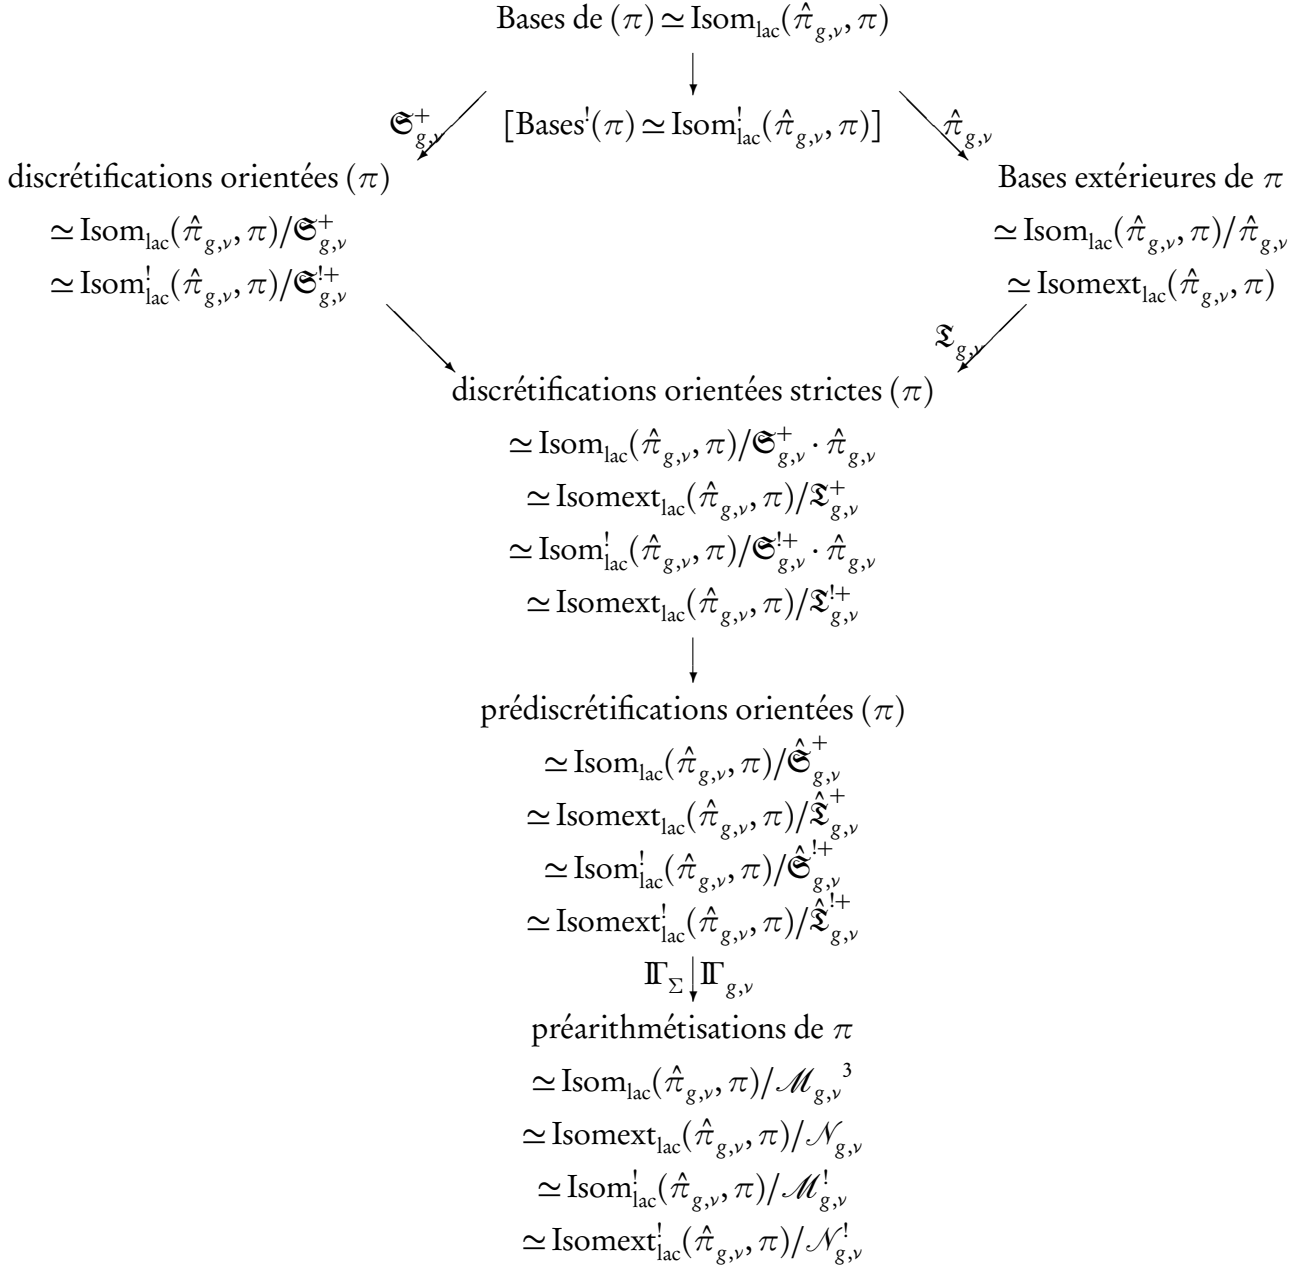 Bases de (π) ≃ Isom_lac(π̂_{g,ν}, π)
𝕾^+_{g,ν}
[Bases^!(π) ≃ Isom^!_lac(π̂_{g,ν}, π)]
π̂_{g,ν}
discrétifications orientées (π)
≃ Isom_lac(π̂_{g,ν}, π)/𝕾^+_{g,ν}
≃ Isom^!_lac(π̂_{g,ν}, π)/𝕾^{!+}_{g,ν}
Bases extérieures de π
≃ Isom_lac(π̂_{g,ν}, π)/π̂_{g,ν}
≃ Isomext_lac(π̂_{g,ν}, π)
𝕿_{g,ν}
discrétifications orientées strictes (π)
≃ Isom_lac(π̂_{g,ν}, π)/𝕾^+_{g,ν} · π̂_{g,ν}
≃ Isomext_lac(π̂_{g,ν}, π)/𝕿^+_{g,ν}
≃ Isom^!_lac(π̂_{g,ν}, π)/𝕾^{!+}_{g,ν} · π̂_{g,ν}
≃ Isomext_lac(π̂_{g,ν}, π)/𝕿^{!+}_{g,ν}
prédiscrétifications orientées (π)
≃ Isom_lac(π̂_{g,ν}, π)/𝕾̂^+_{g,ν}
≃ Isomext_lac(π̂_{g,ν}, π)/𝕿̂^+_{g,ν}
≃ Isom^!_lac(π̂_{g,ν}, π)/𝕾̂^{!+}_{g,ν}
≃ Isomext^!_lac(π̂_{g,ν}, π)/𝕿̂^{!+}_{g,ν}
𝐈𝚪_Σ 𝐈𝚪_{g,ν}
préarithmétisations de π
≃ Isom_lac(π̂_{g,ν}, π)/ℳ_{g,ν}^3
≃ Isomext_lac(π̂_{g,ν}, π)/𝒩_{g,ν}
≃ Isom^!_lac(π̂_{g,ν}, π)/ℳ^!_{g,ν}
≃ Isomext^!_lac(π̂_{g,ν}, π)/𝒩^!_{g,ν}